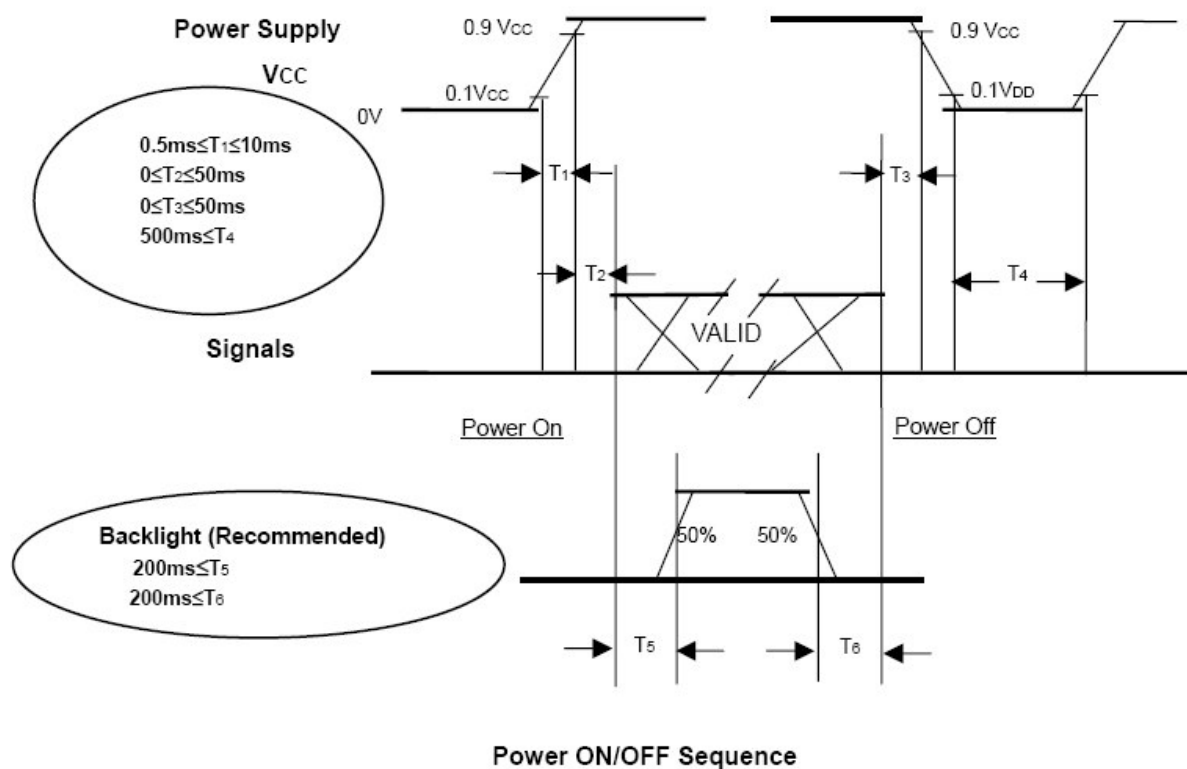 Power Supply
VCC
0.9 VCC
0.1VCC
0V
0.9 VCC
0.1VDD
0.5ms≤T1≤10ms
0≤T2≤50ms
0≤T3≤50ms
500ms≤T4
T1
T3
T2
T4
VALID
Signals
Power On
Power Off
Backlight (Recommended)
200ms≤T5
200ms≤T6
50%
50%
T5
T6
Power ON/OFF Sequence